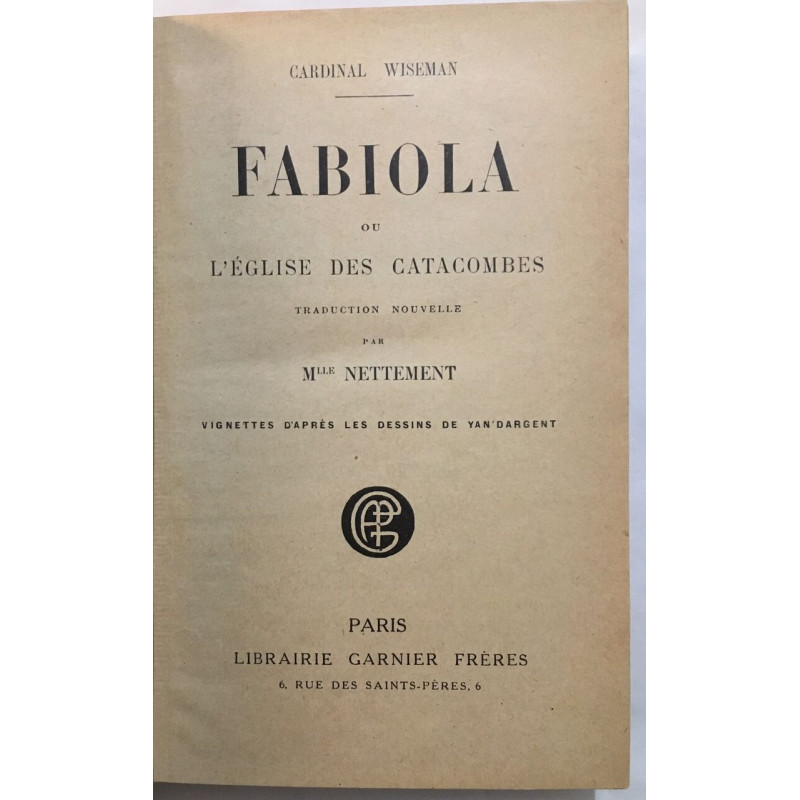 CARDINAL WISEMAN
FABIOLA
OU
L'ÉGLISE DES CATACOMBES
TRADUCTION NOUVELLE
PAR
MLLE NETTEMENT
VIGNETTES D'APRÈS LES DESSINS DE YAN'DARGENT
PARIS
LIBRAIRIE GARNIER FRÈRES
6, RUE DES SAINTS-PÈRES, 6